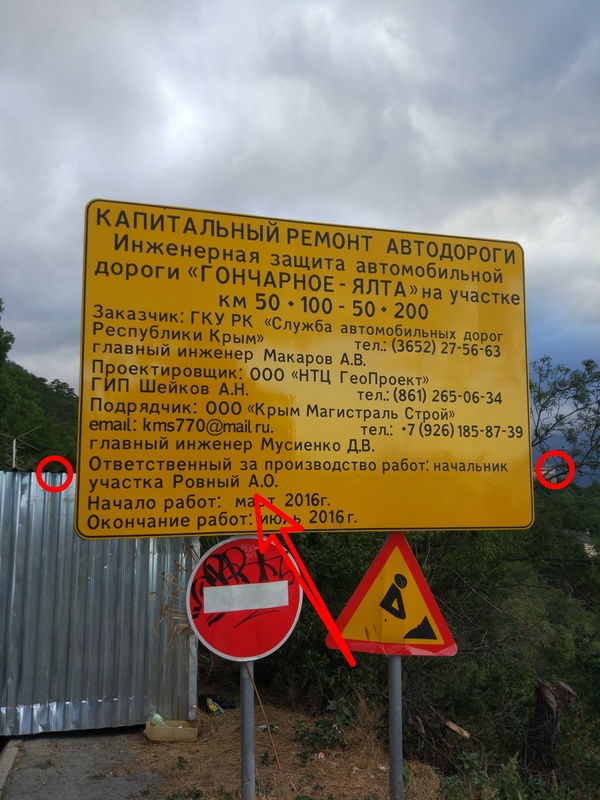 КАПИТАЛЬНЫЙ РЕМОНТ АВТОДОРОГИ
Инженерная защита автомобильной
дороги «ГОНЧАРНОЕ - ЯЛТА» на участке
км 50 + 100 - 50 + 200
Заказчик: ГКУ РК «Служба автомобильных дорог
Республики Крым» тел.: (3652) 27-56-63
главный инженер Макаров А.В.
Проектировщик: ООО «НТЦ ГеоПроект»
ГИП Шейков А.Н. тел.: (861) 265-06-34
Подрядчик: ООО «Крым Магистраль Строй»
email: kms770@mail ru. тел.: +7 (926) 185-87-39
главный инженер Мусиенко Д.В.
Ответственный за производство работ: начальник
участка Ровный А.О.
Начало работ: март 2016г.
Окончание работ: июль 2016 г.